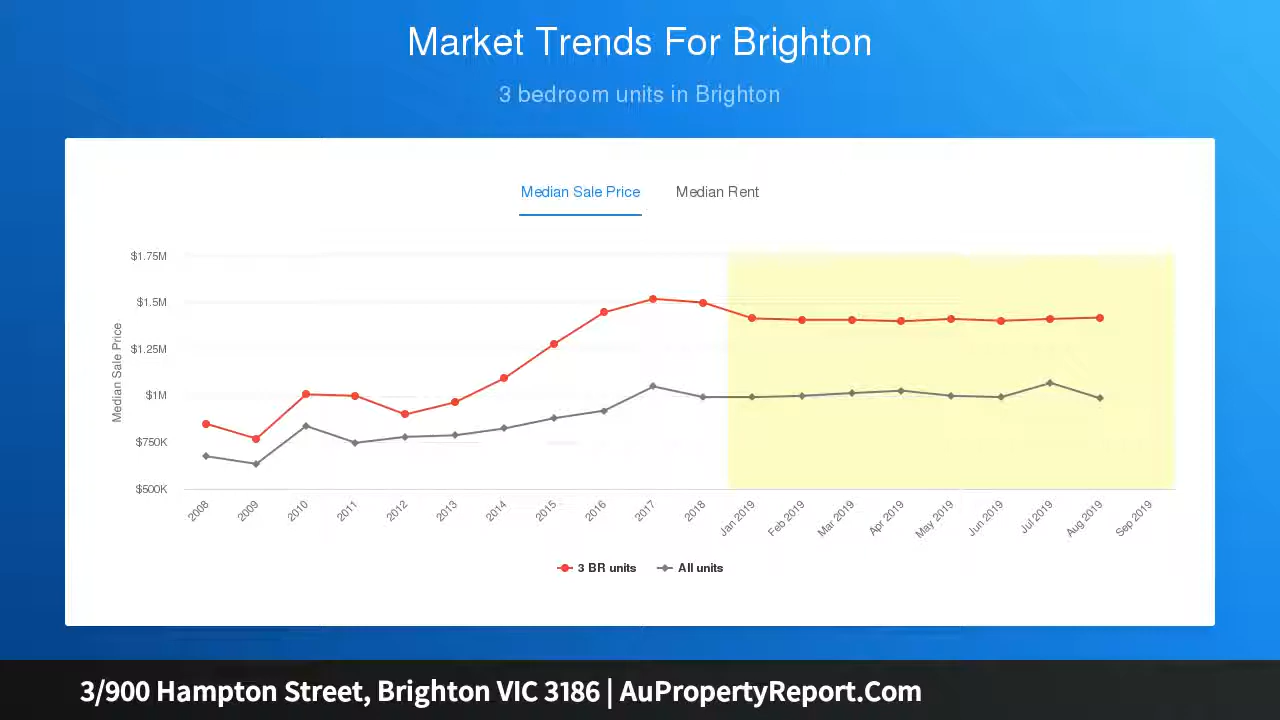 Market Trends For Brighton
3 bedroom units in Brighton
Median Sale Price Median Rent
$1.75M
$1.5M
$1.25M
$1M
$750K
$500K
Median Sale Price
2008 2009 2010 2011 2012 2013 2014 2015 2016 2017 2018 Jan 2019 Feb 2019 Mar 2019 Apr 2019 May 2019 Jun 2019 Jul 2019 Aug 2019 Sep 2019
3 BR units All units
3/900 Hampton Street, Brighton VIC 3186 | AuPropertyReport.Com